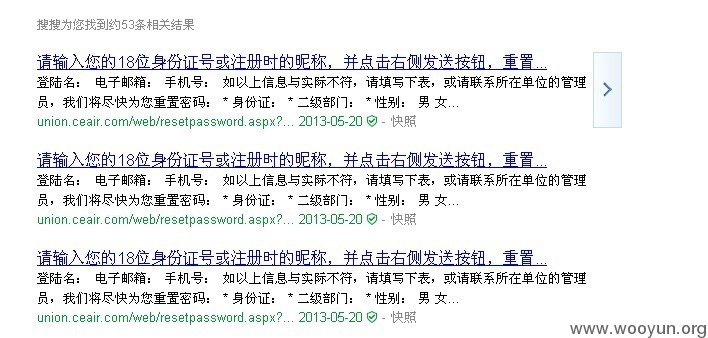 搜搜为您找到约53条相关结果
请输入您的18位身份证号或注册时的昵称，并点击右侧发送按钮，重置...
登陆名： 电子邮箱： 手机号： 如以上信息与实际不符，请填写下表，或请联系所在单位的管理
员，我们将尽快为您重置密码： * 身份证： * 二级部门： * 性别： 男 女...
union.ceair.com/web/resetpassword.aspx?... 2013-05-20 - 快照
请输入您的18位身份证号或注册时的昵称，并点击右侧发送按钮，重置...
登陆名： 电子邮箱： 手机号： 如以上信息与实际不符，请填写下表，或请联系所在单位的管理
员，我们将尽快为您重置密码： * 身份证： * 二级部门： * 性别： 男 女...
union.ceair.com/web/resetpassword.aspx?... 2013-05-20 - 快照
请输入您的18位身份证号或注册时的昵称，并点击右侧发送按钮，重置...
登陆名： 电子邮箱： 手机号： 如以上信息与实际不符，请填写下表，或请联系所在单位的管理
员，我们将尽快为您重置密码： * 身份证： * 二级部门： * 性别： 男 女...
union.ceair.com/web/resetpassword.aspx?... 2013-05-20 - 快照
www.wooyun.org